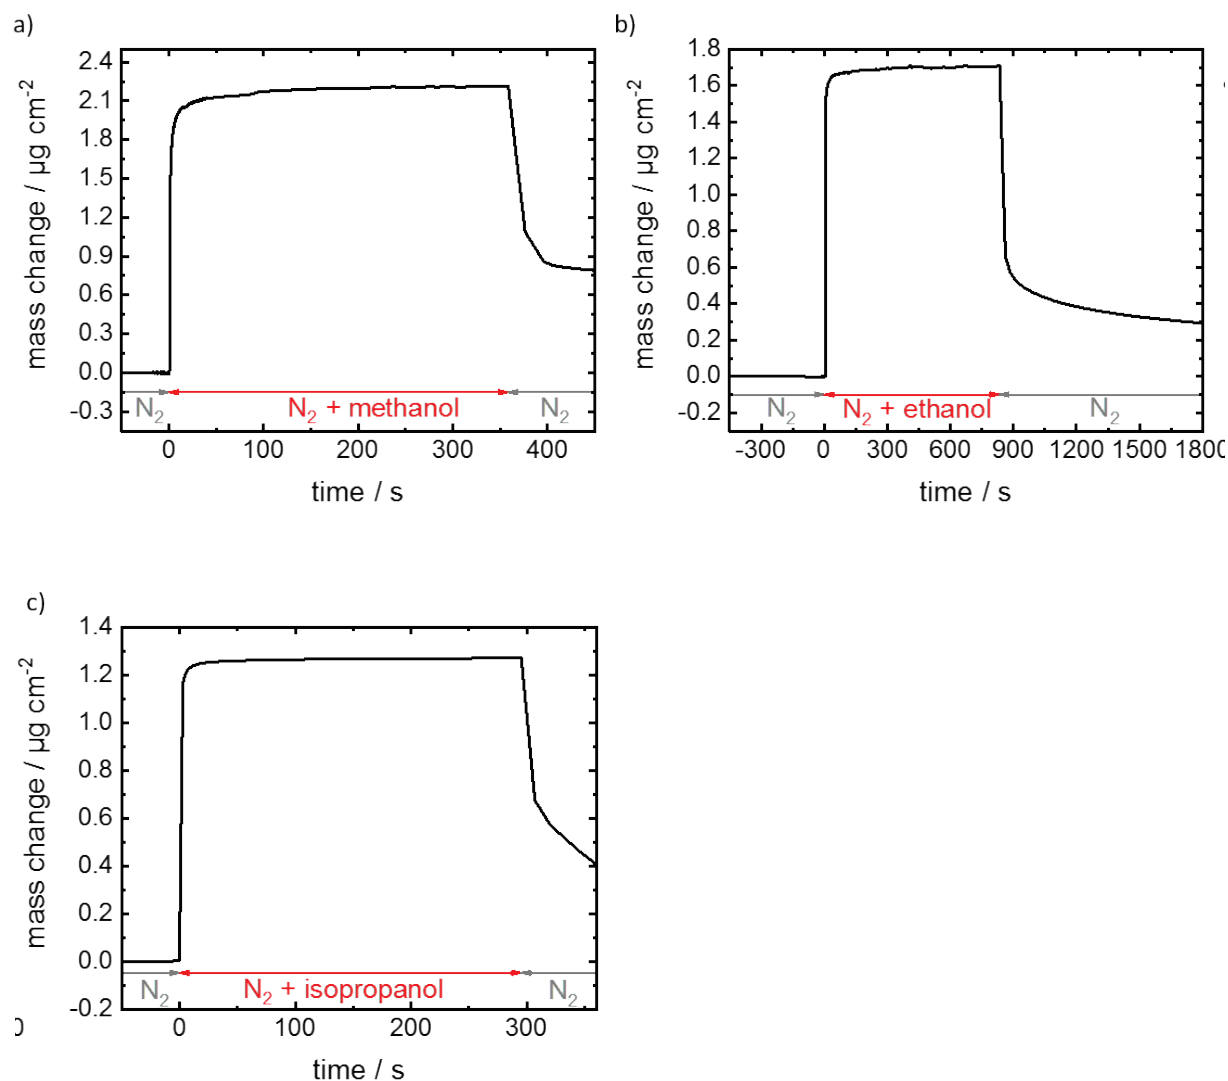 a)
mass change / µg cm-2
2.4
2.1
1.8
1.5
1.2
0.9
0.6
0.3
0.0
-0.3
N2
N2 + methanol
N2
0
100
200
300
400
time / s
b)
mass change / µg cm-2
1.8
1.6
1.4
1.2
1.0
0.8
0.6
0.4
0.2
0.0
-0.2
N2
N2 + ethanol
N2
-300
0
300
600
900
1200
1500
1800
time / s
c)
mass change / µg cm-2
1.4
1.2
1.0
0.8
0.6
0.4
0.2
0.0
-0.2
N2
N2 + isopropanol
N2
0
100
200
300
time / s